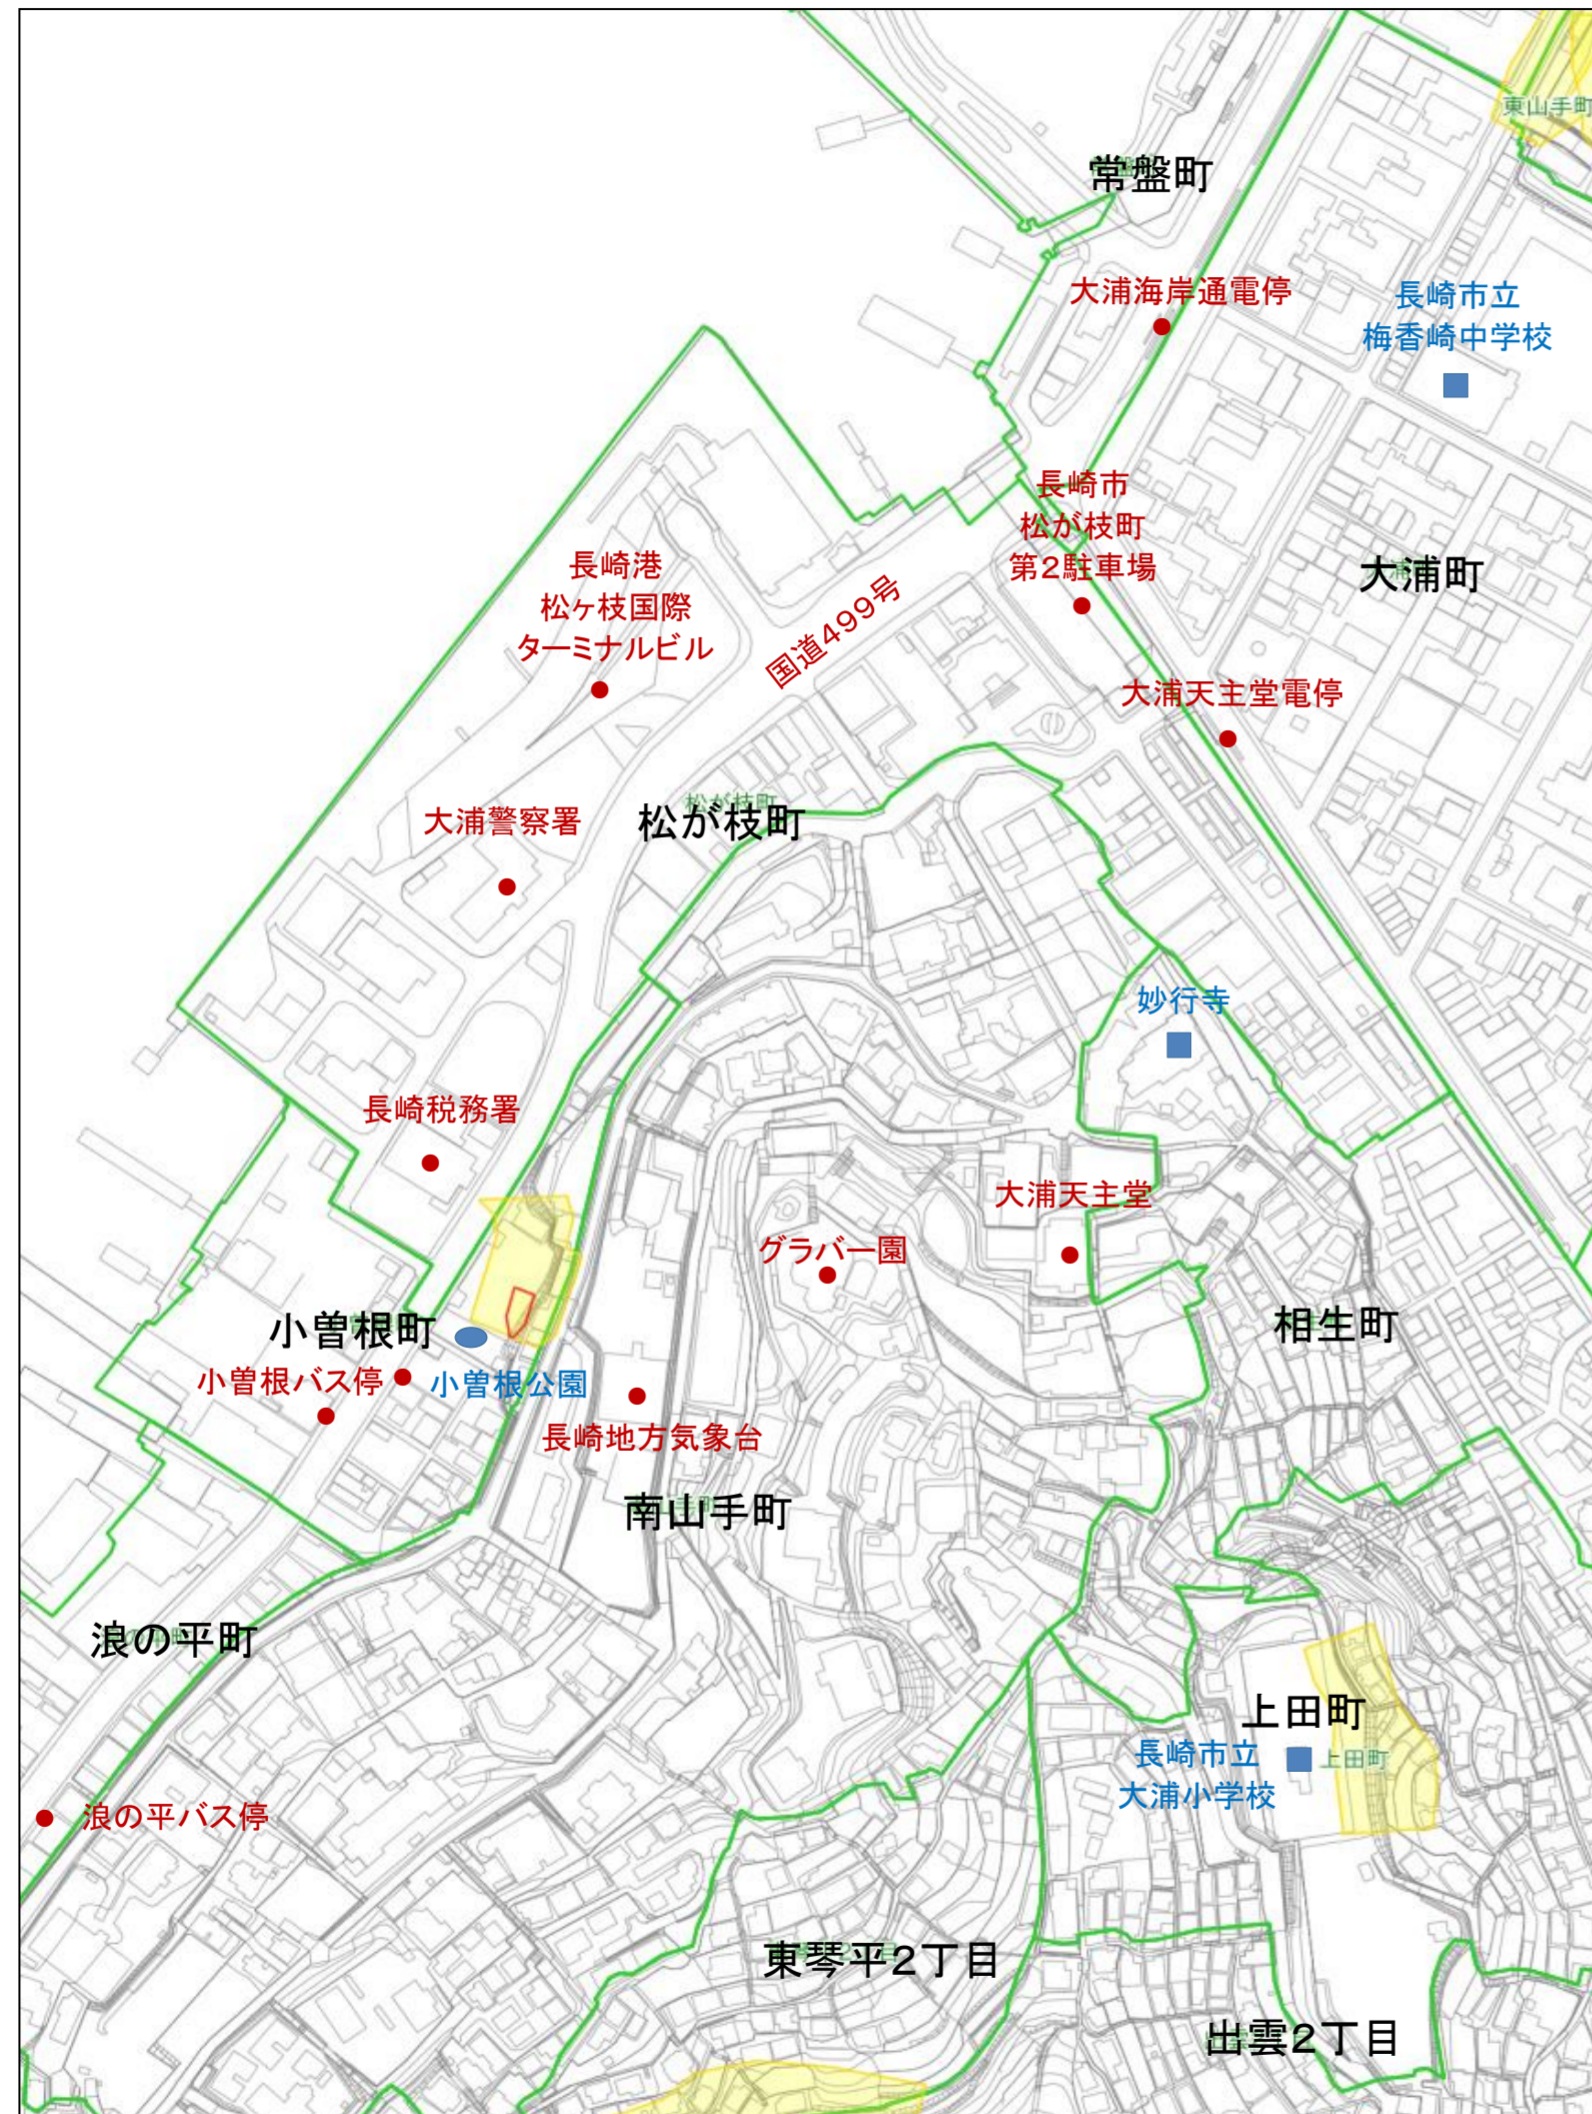 東山手町
常盤町
大浦海岸通電停
長崎市立
梅香崎中学校
長崎市
松が枝町
第2駐車場
大浦町
長崎港
松ヶ枝国際
ターミナルビル
国道499号
大浦天主堂電停
松が枝町
松が枝町
大浦警察署
妙行寺
長崎税務署
大浦天主堂
グラバー園
小曽根町
相生町
小曽根バス停
小曽根公園
長崎地方気象台
南山手町
浪の平町
上田町
長崎市立
大浦小学校
上田町
浪の平バス停
東琴平2丁目
出雲2丁目